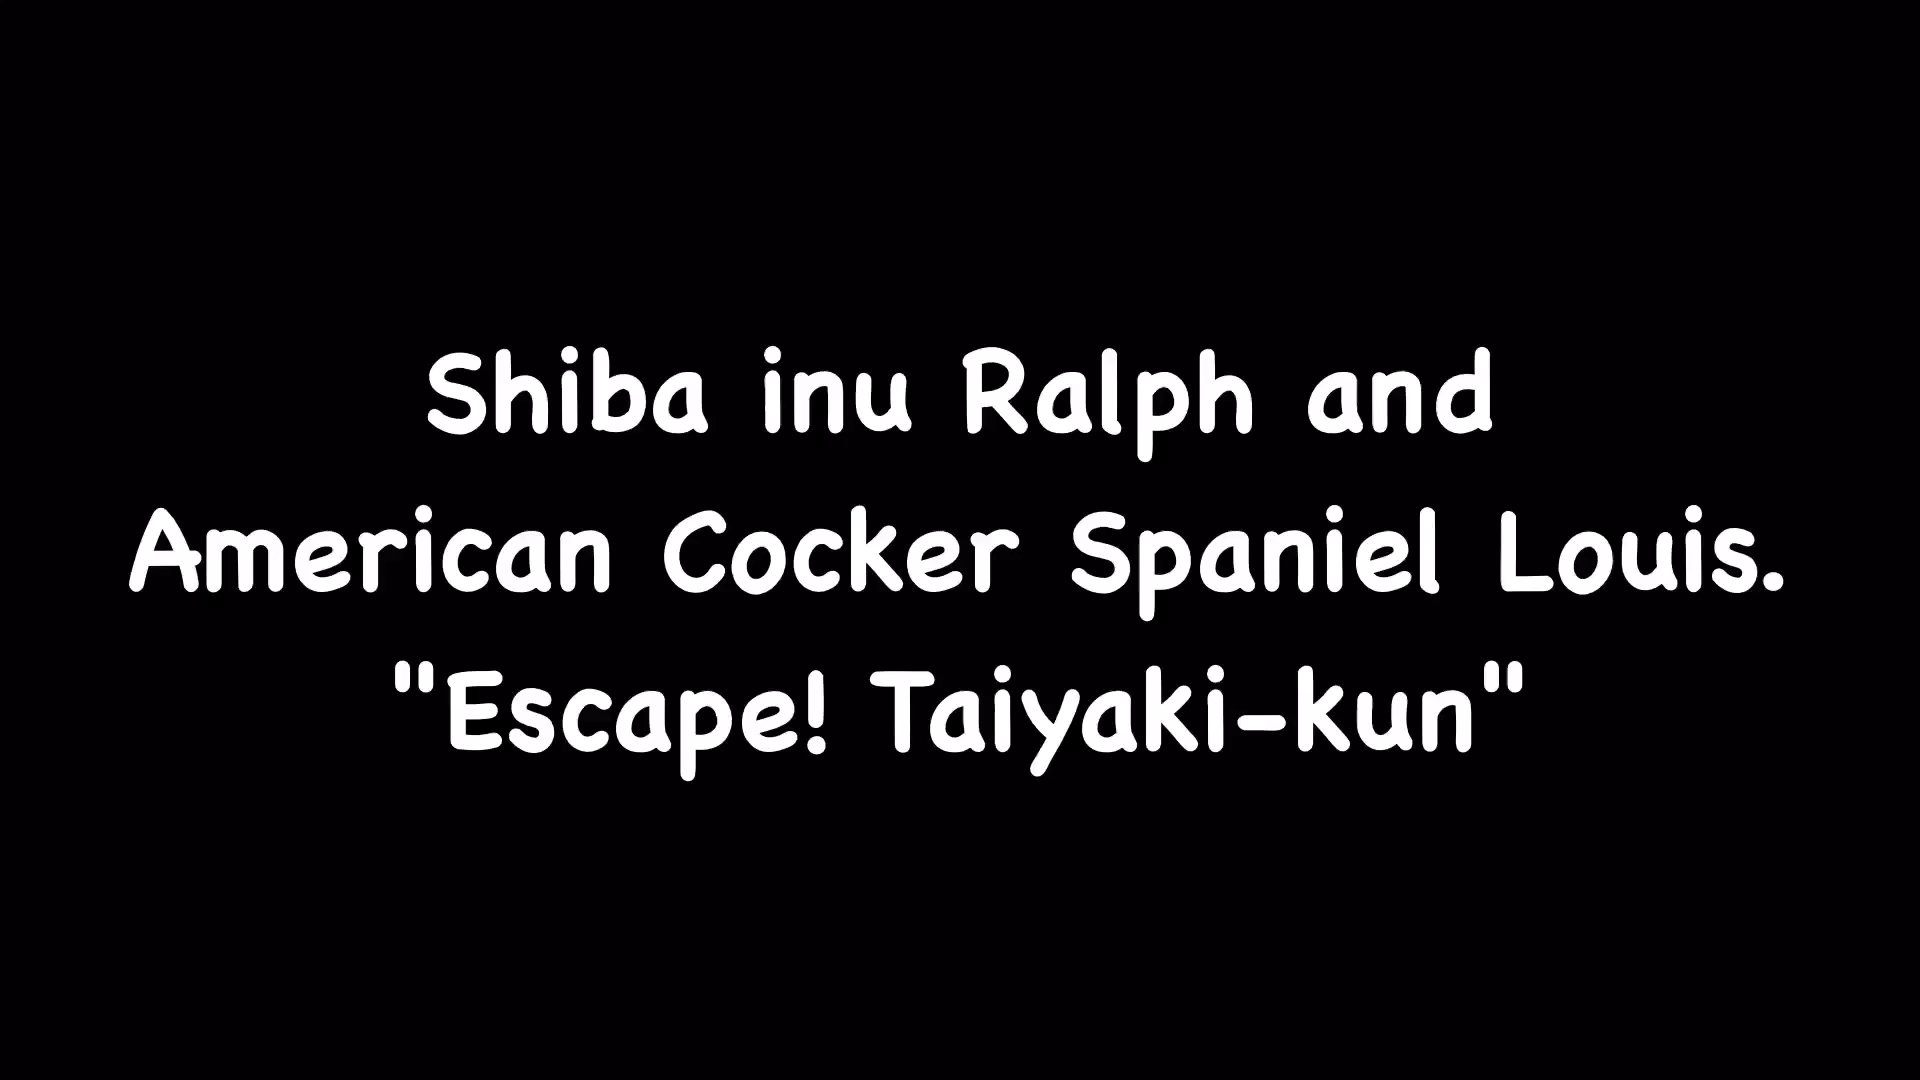 Shiba inu Ralph and
American Cocker Spaniel Louis.
"Escape! Taiyaki-kun"